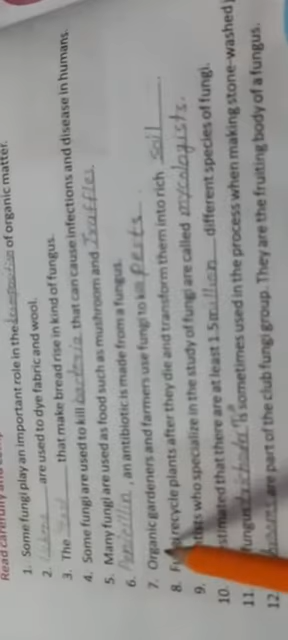 Read carefully and
1. Some fungi play an important role in the decomposition of organic matter.
2. are used to dye fabric and wool.
3. The yeast that make bread rise in kind of fungus.
4. Some fungi are used to kill bacteria that can cause infections and disease in humans.
5. Many fungi are used as food such as mushroom and Truffles.
6. Penicillin, an antibiotic is made from a fungus.
7. Organic gardeners and farmers use fungi to kill pests.
8. recycle plants after they die and transform them into rich soil.
9. who specialize in the study of fungi are called mycologists.
10. estimated that there are at least 1.5 million different species of fungi.
11. fungus is sometimes used in the process when making stone-washed j
12. are part of the club fungi group. They are the fruiting body of a fungus.